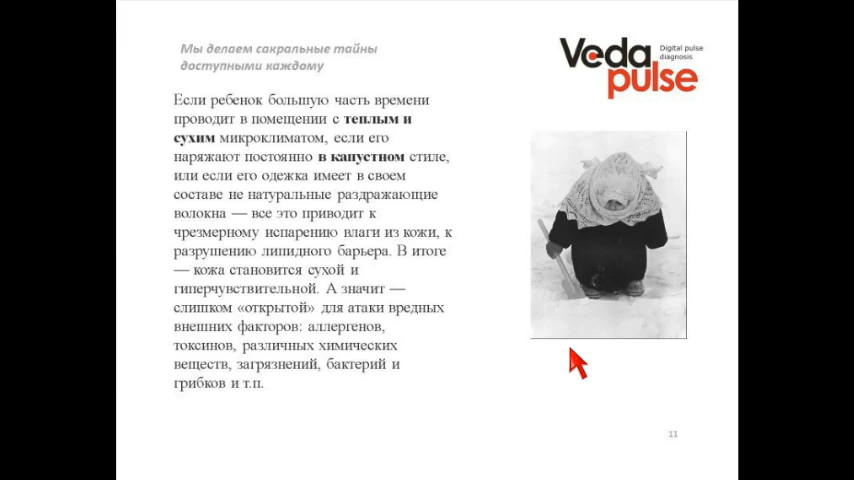 Мы делаем сакральные тайны
доступными каждому
Veda
pulse
Digital pulse
diagnosis
Если ребенок большую часть времени
проводит в помещении с теплым и
сухим микроклиматом, если его
наряжают постоянно в капустном стиле,
или если его одежка имеет в своем
составе не натуральные раздражающие
волокна — все это приводит к
чрезмерному испарению влаги из кожи, к
разрушению липидного барьера. В итоге
— кожа становится сухой и
гиперчувствительной. А значит —
слишком «открытой» для атаки вредных
внешних факторов: аллергенов,
токсинов, различных химических
веществ, загрязнений, бактерий и
грибков и т.п.
11